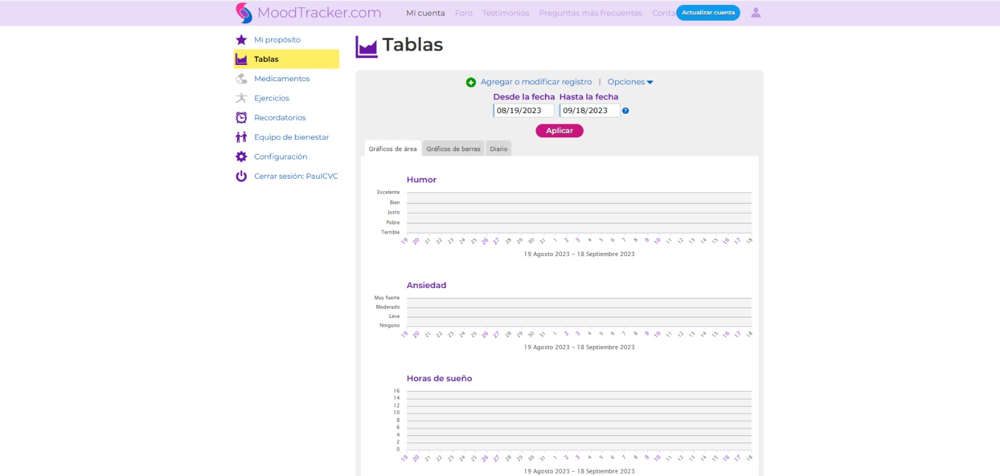 MoodTracker.com
Mi cuenta Foro Testimonios Preguntas más frecuentes Conta Actualizar cuenta
Mi propósito
Tablas
Medicamentos
Ejercicios
Recordatorios
Equipo de bienestar
Configuración
Cerrar sesión: PaulCVC
Tablas
Agregar o modificar registro | Opciones
Desde la fecha Hasta la fecha
08/19/2023 09/18/2023 ?
Aplicar
Gráficos de área Gráficos de barras Diario
Humor
Excelente
Bien
Justo
Pobre
Terrible
19 20 21 22 23 24 25 26 27 28 29 30 31 1 2 3 4 5 6 7 8 9 10 11 12 13 14 15 16 17 18
19 Agosto 2023 - 18 Septiembre 2023
Ansiedad
Muy fuerte
Moderado
Leve
Ninguno
19 20 21 22 23 24 25 26 27 28 29 30 31 1 2 3 4 5 6 7 8 9 10 11 12 13 14 15 16 17 18
19 Agosto 2023 - 18 Septiembre 2023
Horas de sueño
16
14
12
10
8
6
4
2
0
19 20 21 22 23 24 25 26 27 28 29 30 31 1 2 3 4 5 6 7 8 9 10 11 12 13 14 15 16 17 18
19 Agosto 2023 - 18 Septiembre 2023